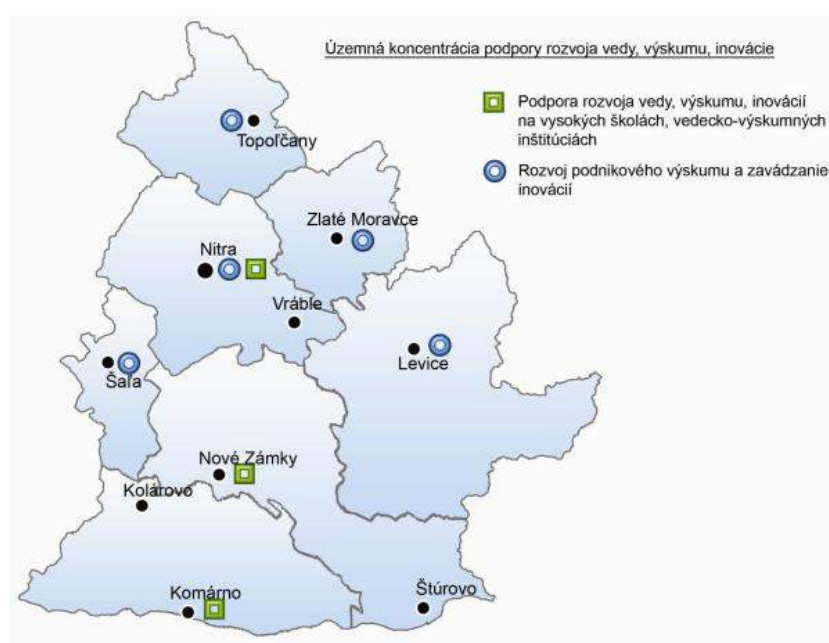 Územná koncentrácia podpory rozvoja vedy, výskumu, inovácie
Podpora rozvoja vedy, výskumu, inovácií
na vysokých školách, vedecko-výskumných
inštitúciách
Rozvoj podnikového výskumu a zavádzanie
inovácií
Topoľčany
Zlaté Moravce
Nitra
Vráble
Levice
Šaľa
Nové Zámky
Kolárovo
Komárno
Štúrovo